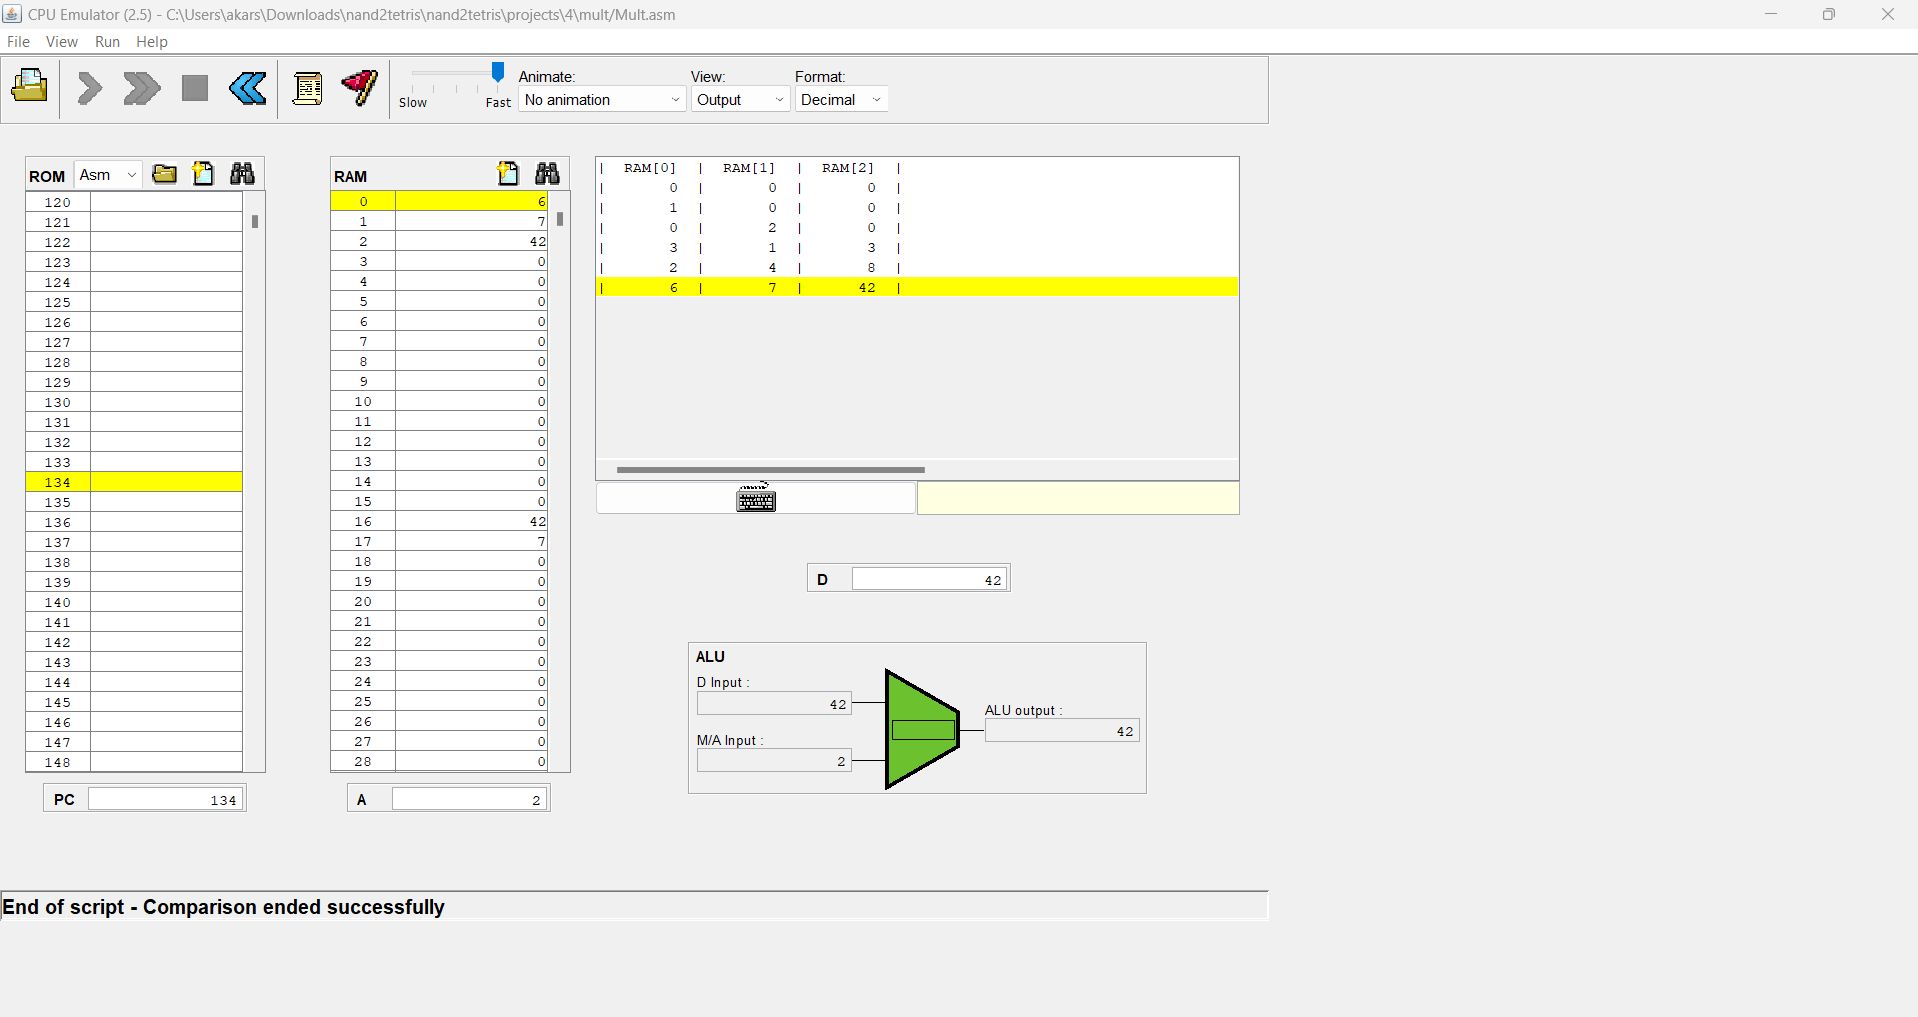 CPU Emulator (2.5) - C:\Users\akars\Downloads\nand2tetris\nand2tetris\projects\4\mult/Mult.asm
File View Run Help
Slow Fast
Animate:
No animation
View:
Output
Format:
Decimal
ROM Asm
120
121
122
123
124
125
126
127
128
129
130
131
132
133
134
135
136
137
138
139
140
141
142
143
144
145
146
147
148
PC 134
RAM
0 6
1 7
2 42
3 0
4 0
5 0
6 0
7 0
8 0
9 0
10 0
11 0
12 0
13 0
14 0
15 0
16 42
17 7
18 0
19 0
20 0
21 0
22 0
23 0
24 0
25 0
26 0
27 0
28 0
A 2
| RAM[0] | RAM[1] | RAM[2] |
| 0 | 0 | 0 |
| 1 | 0 | 0 |
| 0 | 2 | 0 |
| 3 | 1 | 3 |
| 2 | 4 | 8 |
| 6 | 7 | 42 |
D 42
ALU
D Input :
42
M/A Input :
2
ALU output :
42
End of script - Comparison ended successfully